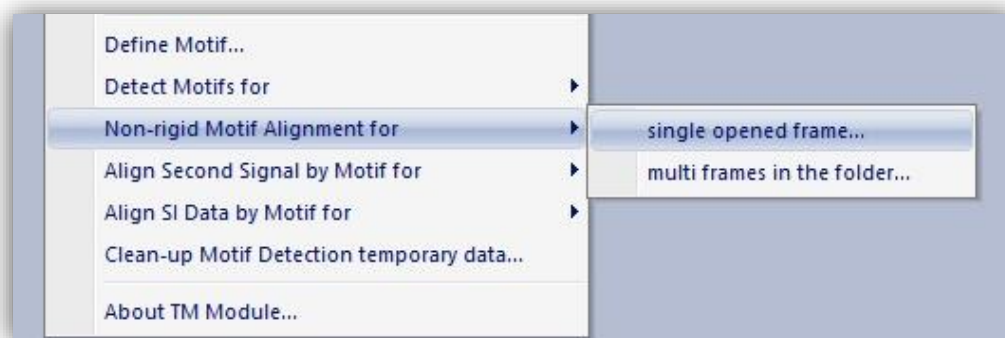 Define Motif...
Detect Motifs for
Non-rigid Motif Alignment for
single opened frame...
multi frames in the folder...
Align Second Signal by Motif for
Align SI Data by Motif for
Clean-up Motif Detection temporary data...
About TM Module...